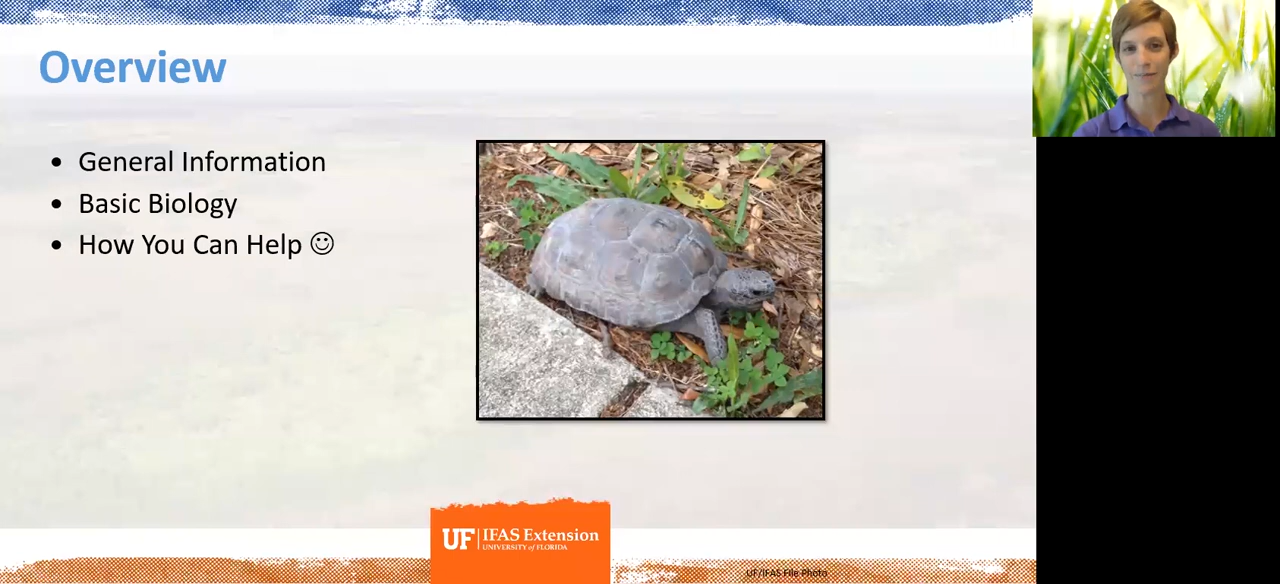 Overview
• General Information
• Basic Biology
• How You Can Help ☺
UF | IFAS Extension
UNIVERSITY of FLORIDA
UF/IFAS File Photo